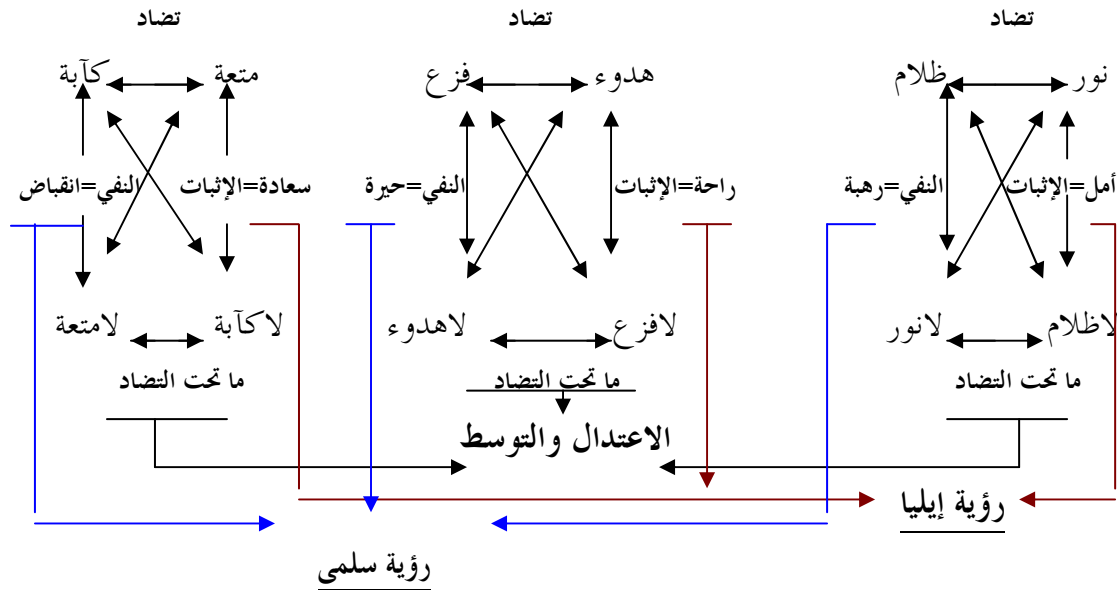 تضاد تضاد تضاد
نور ظلام هدوء فزع متعة كآبة
أمل=الإثبات النفي=رهبة راحة=الإثبات النفي=حيرة سعادة=الإثبات النفي=انقباض
لاظلام لانور لافزع لاهدوء لاكآبة لامتعة
ما تحت التضاد ما تحت التضاد ما تحت التضاد
الاعتدال والتوسط
رؤية إيليا
رؤية سلمى